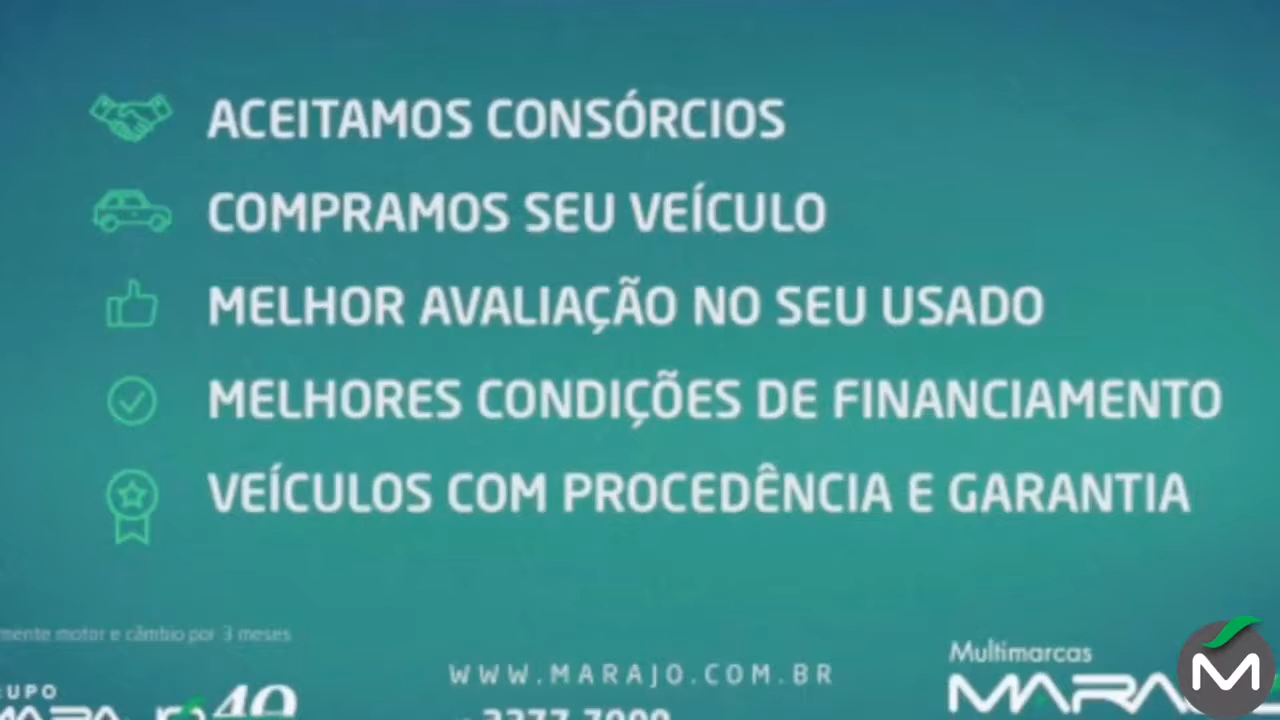 ACEITAMOS CONSÓRCIOS
COMPRAMOS SEU VEÍCULO
MELHOR AVALIAÇÃO NO SEU USADO
MELHORES CONDIÇÕES DE FINANCIAMENTO
VEÍCULOS COM PROCEDÊNCIA E GARANTIA
motor e câmbio por 3 meses
WWW.MARAJO.COM.BR
Multimarcas